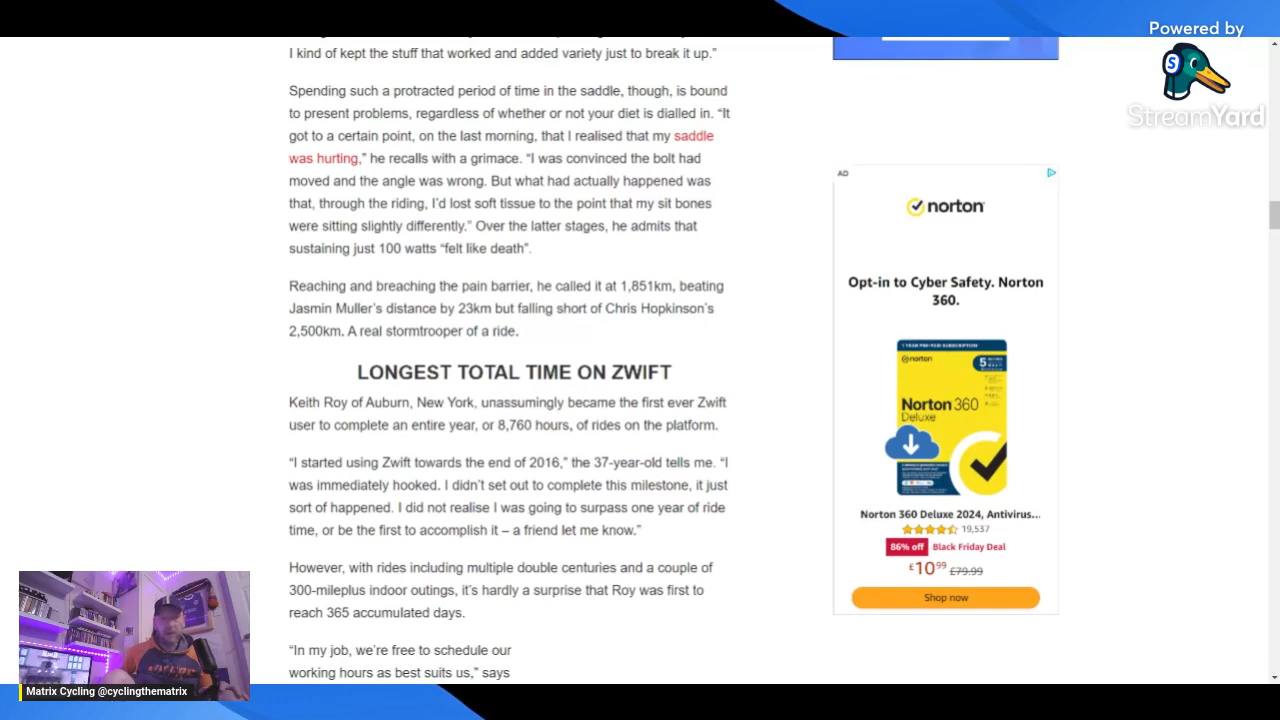 Powered by
StreamYard
I kind of kept the stuff that worked and added variety just to break it up.”
Spending such a protracted period of time in the saddle, though, is bound
to present problems, regardless of whether or not your diet is dialled in. “It
got to a certain point, on the last morning, that I realised that my saddle
was hurting,” he recalls with a grimace. “I was convinced the bolt had
moved and the angle was wrong. But what had actually happened was
that, through the riding, I’d lost soft tissue to the point that my sit bones
were sitting slightly differently.” Over the latter stages, he admits that
sustaining just 100 watts “felt like death”.
Reaching and breaching the pain barrier, he called it at 1,851km, beating
Jasmin Muller’s distance by 23km but falling short of Chris Hopkinson’s
2,500km. A real stormtrooper of a ride.
LONGEST TOTAL TIME ON ZWIFT
Keith Roy of Auburn, New York, unassumingly became the first ever Zwift
user to complete an entire year, or 8,760 hours, of rides on the platform.
“I started using Zwift towards the end of 2016,” the 37-year-old tells me. “I
was immediately hooked. I didn’t set out to complete this milestone, it just
sort of happened. I did not realise I was going to surpass one year of ride
time, or be the first to accomplish it – a friend let me know.”
However, with rides including multiple double centuries and a couple of
300-mileplus indoor outings, it’s hardly a surprise that Roy was first to
reach 365 accumulated days.
“In my job, we’re free to schedule our
working hours as best suits us,” says
AD
norton
Opt-in to Cyber Safety. Norton
360.
norton
5
Norton 360
Deluxe
Norton 360 Deluxe 2024, Antivirus...
19,537
86% off Black Friday Deal
£10⁹⁹ £79.99
Shop now
Matrix Cycling @cyclingthematrix